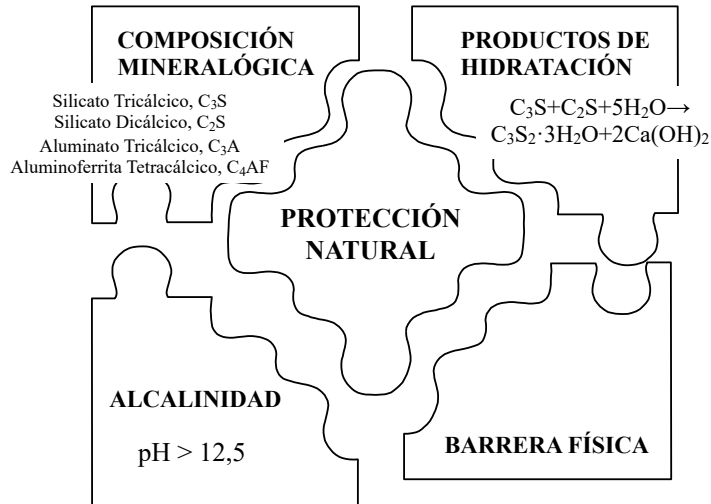 COMPOSICIÓN
MINERALÓGICA
Silicato Tricálcico, C₃S
Silicato Dicálcico, C₂S
Aluminato Tricálcico, C₃A
Aluminoferrita Tetracálcico, C₄AF
PRODUCTOS DE
HIDRATACIÓN
C₃S+C₂S+5H₂O→
C₃S₂·3H₂O+2Ca(OH)₂
PROTECCIÓN
NATURAL
ALCALINIDAD
pH > 12,5
BARRERA FÍSICA